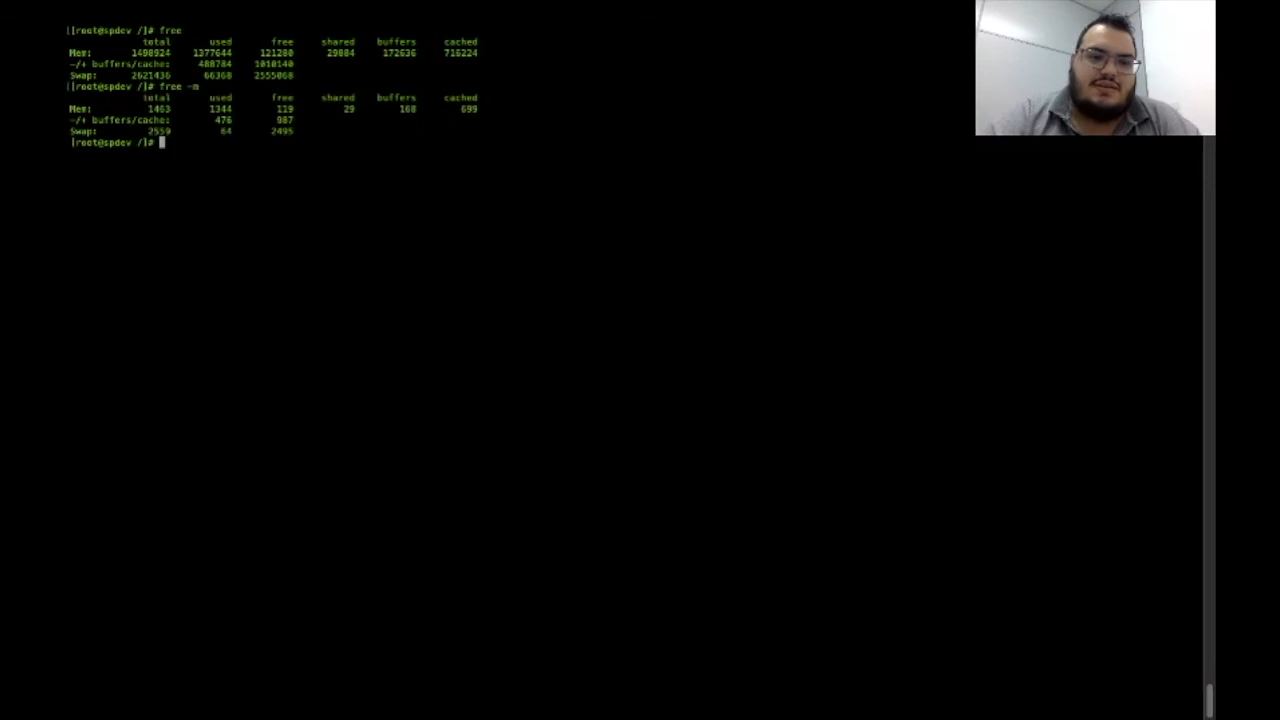 [[root@spdev /]# free
total used free shared buffers cached
Mem: 1498924 1377644 121280 29884 172636 716224
-/+ buffers/cache: 488784 1010140
Swap: 2621436 66368 2555068
[[root@spdev /]# free -m
total used free shared buffers cached
Mem: 1463 1344 119 29 168 699
-/+ buffers/cache: 476 987
Swap: 2559 64 2495
[root@spdev /]#